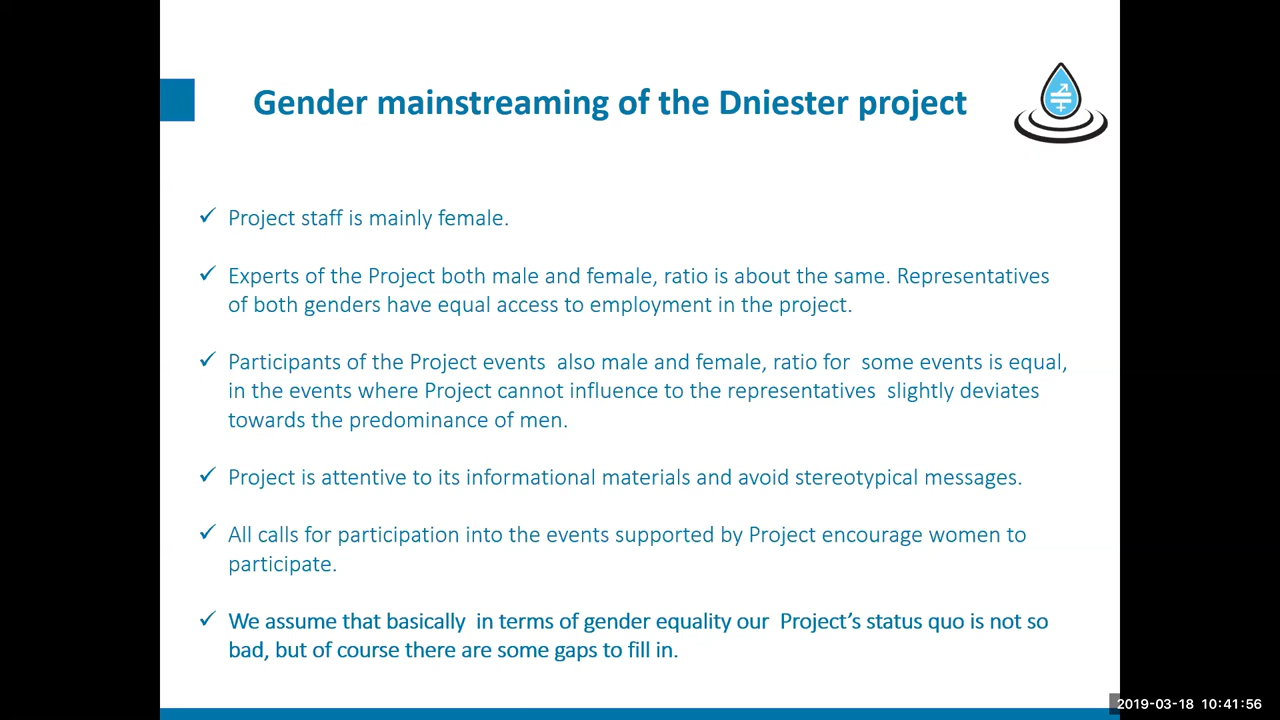 Gender mainstreaming of the Dniester project
✓ Project staff is mainly female.
✓ Experts of the Project both male and female, ratio is about the same. Representatives
of both genders have equal access to employment in the project.
✓ Participants of the Project events also male and female, ratio for some events is equal,
in the events where Project cannot influence to the representatives slightly deviates
towards the predominance of men.
✓ Project is attentive to its informational materials and avoid stereotypical messages.
✓ All calls for participation into the events supported by Project encourage women to
participate.
✓ We assume that basically in terms of gender equality our Project’s status quo is not so
bad, but of course there are some gaps to fill in.
2019-03-18 10:41:56